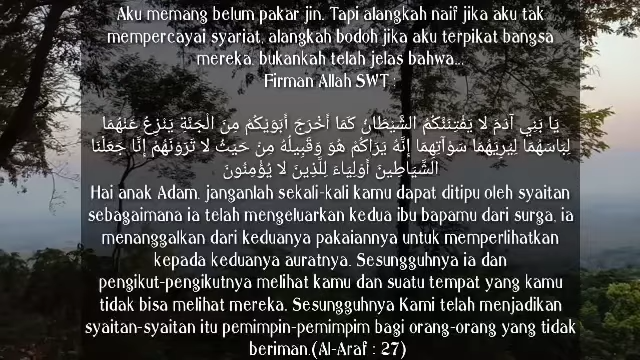 Aku memang belum pakar jin. Tapi alangkah naif jika aku tak
mempercayai syariat, alangkah bodoh jika aku terpikat bangsa
mereka, bukankah telah jelas bahwa...
Firman Allah SWT :
يَا بَنِي آدَمَ لَا يَفْتِنَنَّكُمُ الشَّيْطَانُ كَمَا أَخْرَجَ أَبَوَيْكُمْ مِنَ الْجَنَّةِ يَنْزِعُ عَنْهُمَا
لِبَاسَهُمَا لِيُرِيَهُمَا سَوْآتِهِمَا إِنَّهُ يَرَاكُمْ هُوَ وَقَبِيلُهُ مِنْ حَيْثُ لَا تَرَوْنَهُمْ إِنَّا جَعَلْنَا
الشَّيَاطِينَ أَوْلِيَاءَ لِلَّذِينَ لَا يُؤْمِنُونَ
Hai anak Adam, janganlah sekali-kali kamu dapat ditipu oleh syaitan
sebagaimana ia telah mengeluarkan kedua ibu bapamu dari surga, ia
menanggalkan dari keduanya pakaiannya untuk memperlihatkan
kepada keduanya auratnya. Sesungguhnya ia dan
pengikut-pengikutnya melihat kamu dan suatu tempat yang kamu
tidak bisa melihat mereka. Sesungguhnya Kami telah menjadikan
syaitan-syaitan itu pemimpin-pemimpim bagi orang-orang yang tidak
beriman.(Al-Araf : 27)